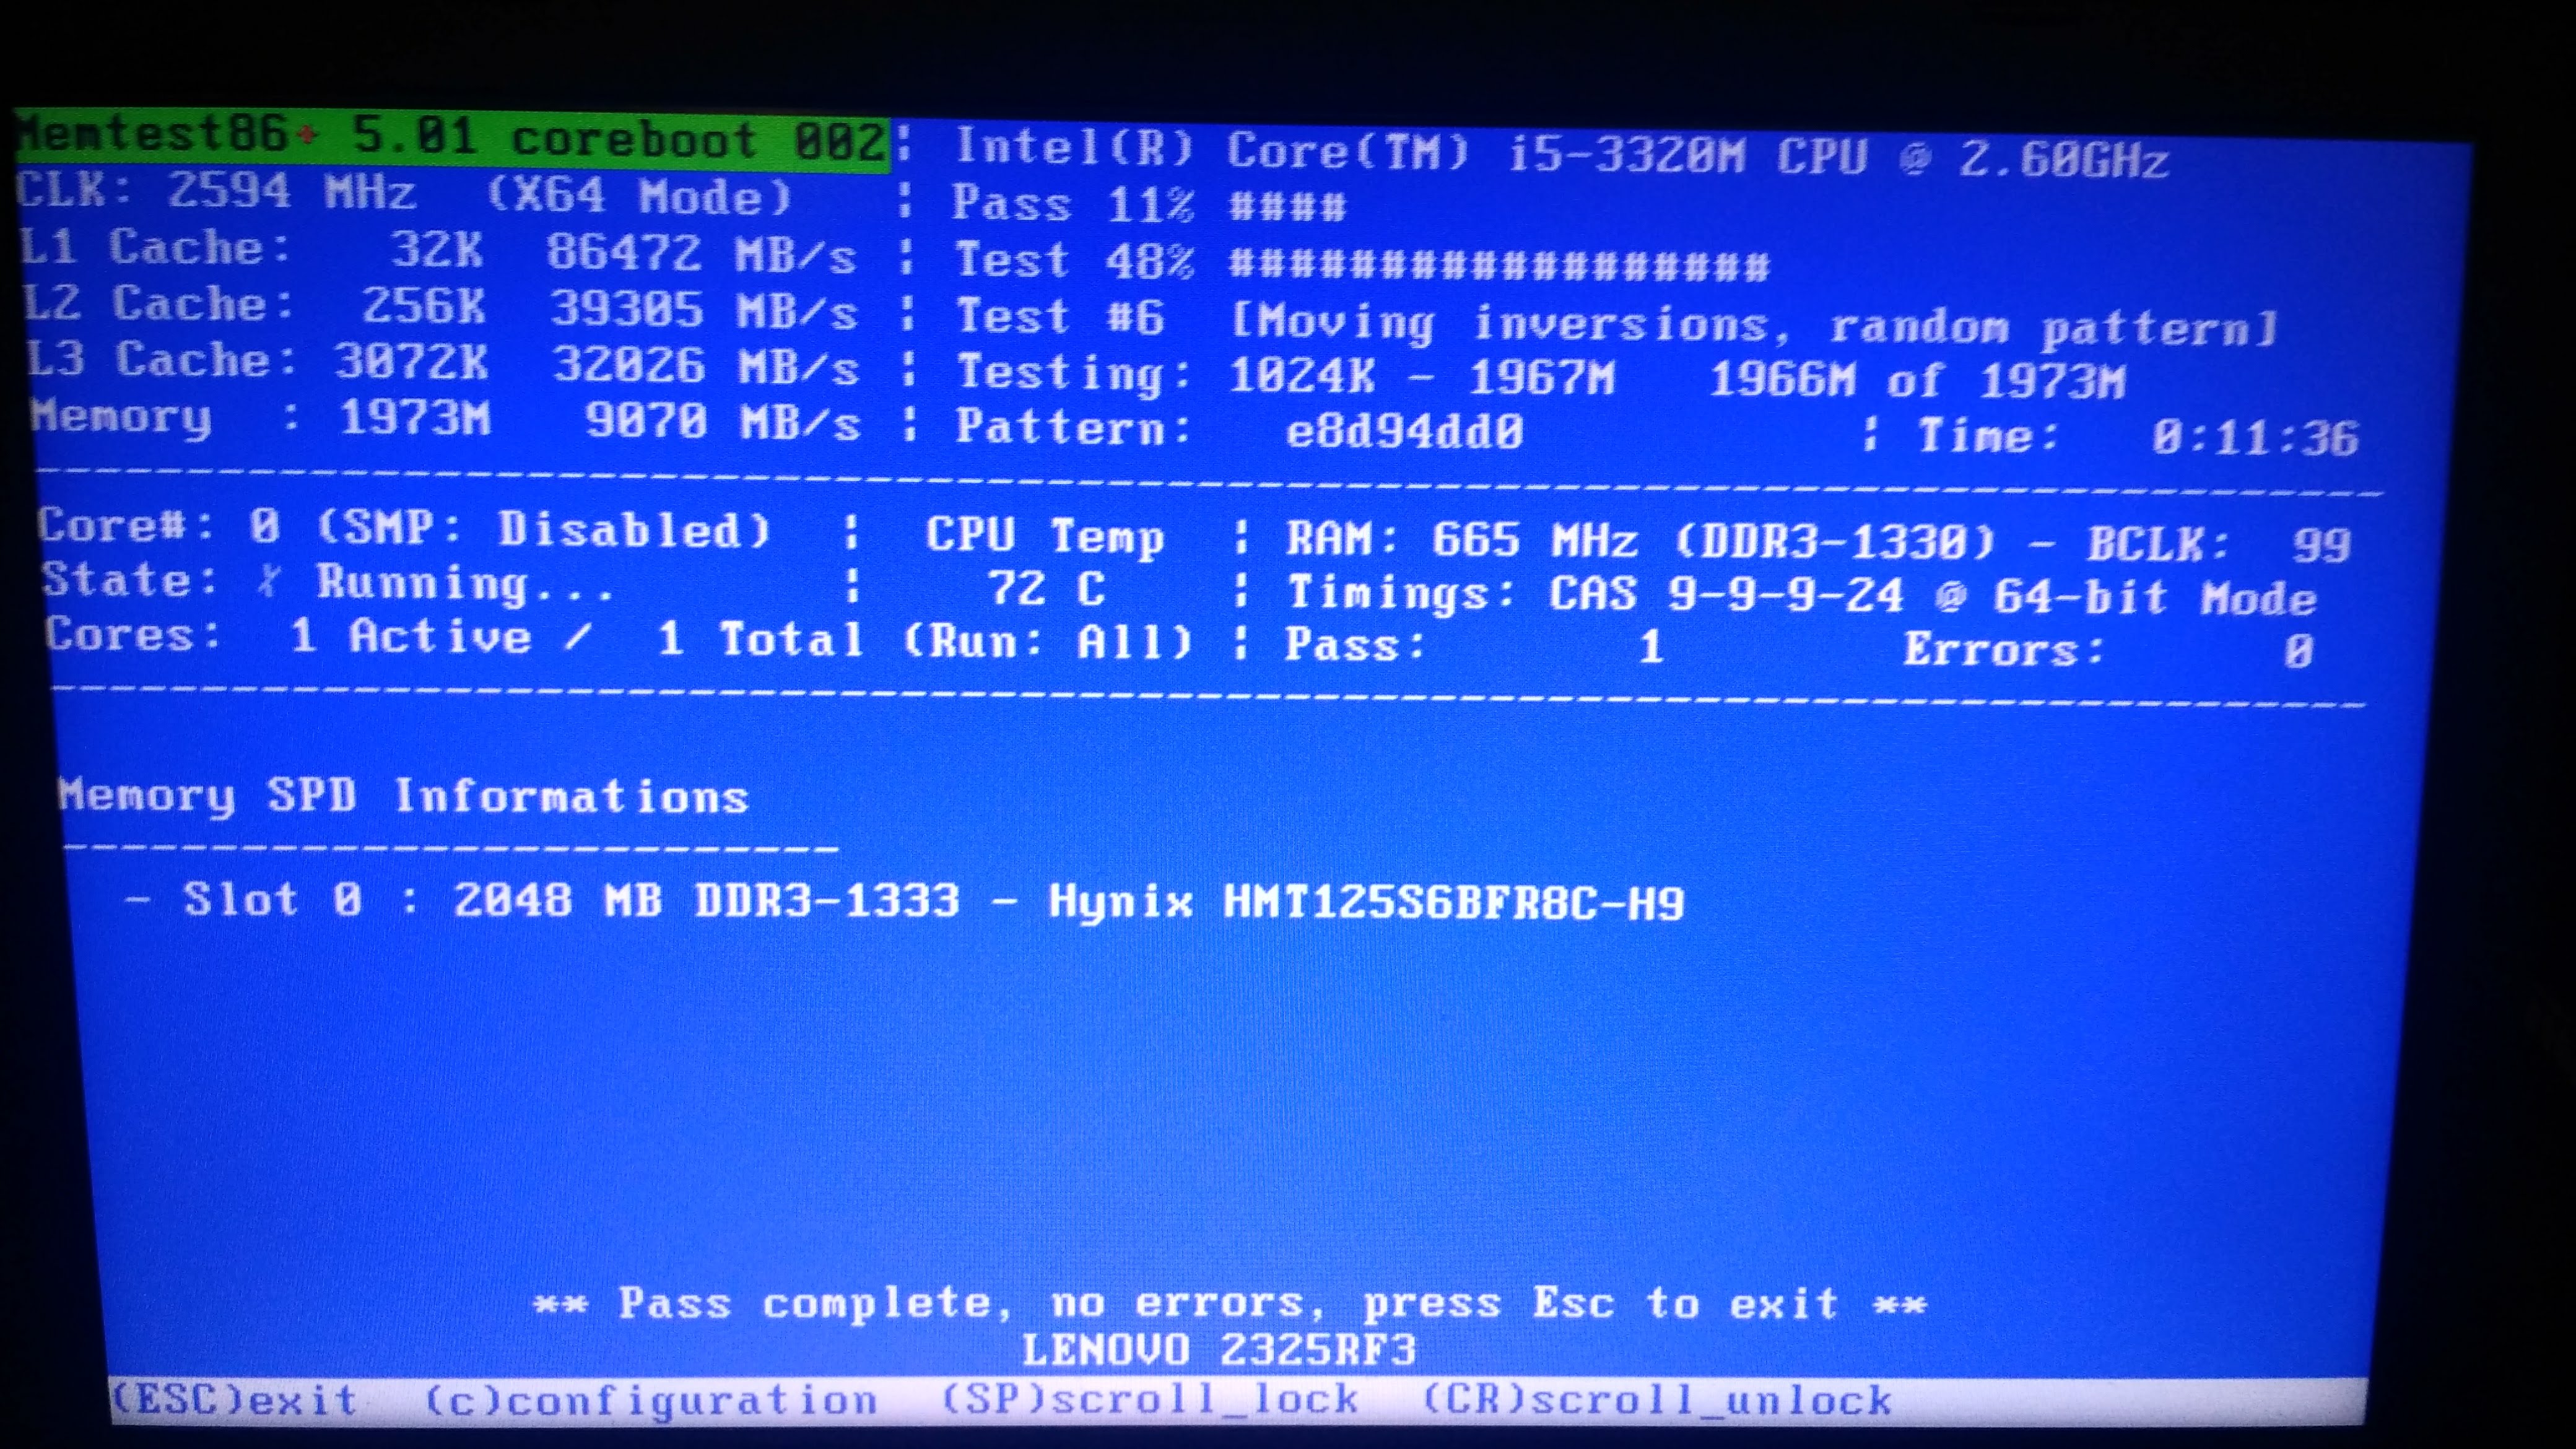 Memtest86+ 5.01 coreboot 002 | Intel(R) Core(TM) i5-3320M CPU @ 2.60GHz
CLK: 2594 MHz (X64 Mode) | Pass 11% ####
L1 Cache: 32K 86472 MB/s | Test 48% ##################
L2 Cache: 256K 39305 MB/s | Test #6 [Moving inversions, random pattern]
L3 Cache: 3072K 32026 MB/s | Testing: 1024K - 1967M 1966M of 1973M
Memory : 1973M 9070 MB/s | Pattern: e8d94dd0 | Time: 0:11:36
Core#: 0 (SMP: Disabled) | CPU Temp | RAM: 665 MHz (DDR3-1330) - BCLK: 99
State: / Running... | 72 C | Timings: CAS 9-9-9-24 @ 64-bit Mode
Cores: 1 Active / 1 Total (Run: All) | Pass: 1 Errors: 0
Memory SPD Informations
- Slot 0 : 2048 MB DDR3-1333 - Hynix HMT125S6BFR8C-H9
** Pass complete, no errors, press Esc to exit **
LENOVO 2325RF3
(ESC)exit (c)configuration (SP)scroll_lock (CR)scroll_unlock